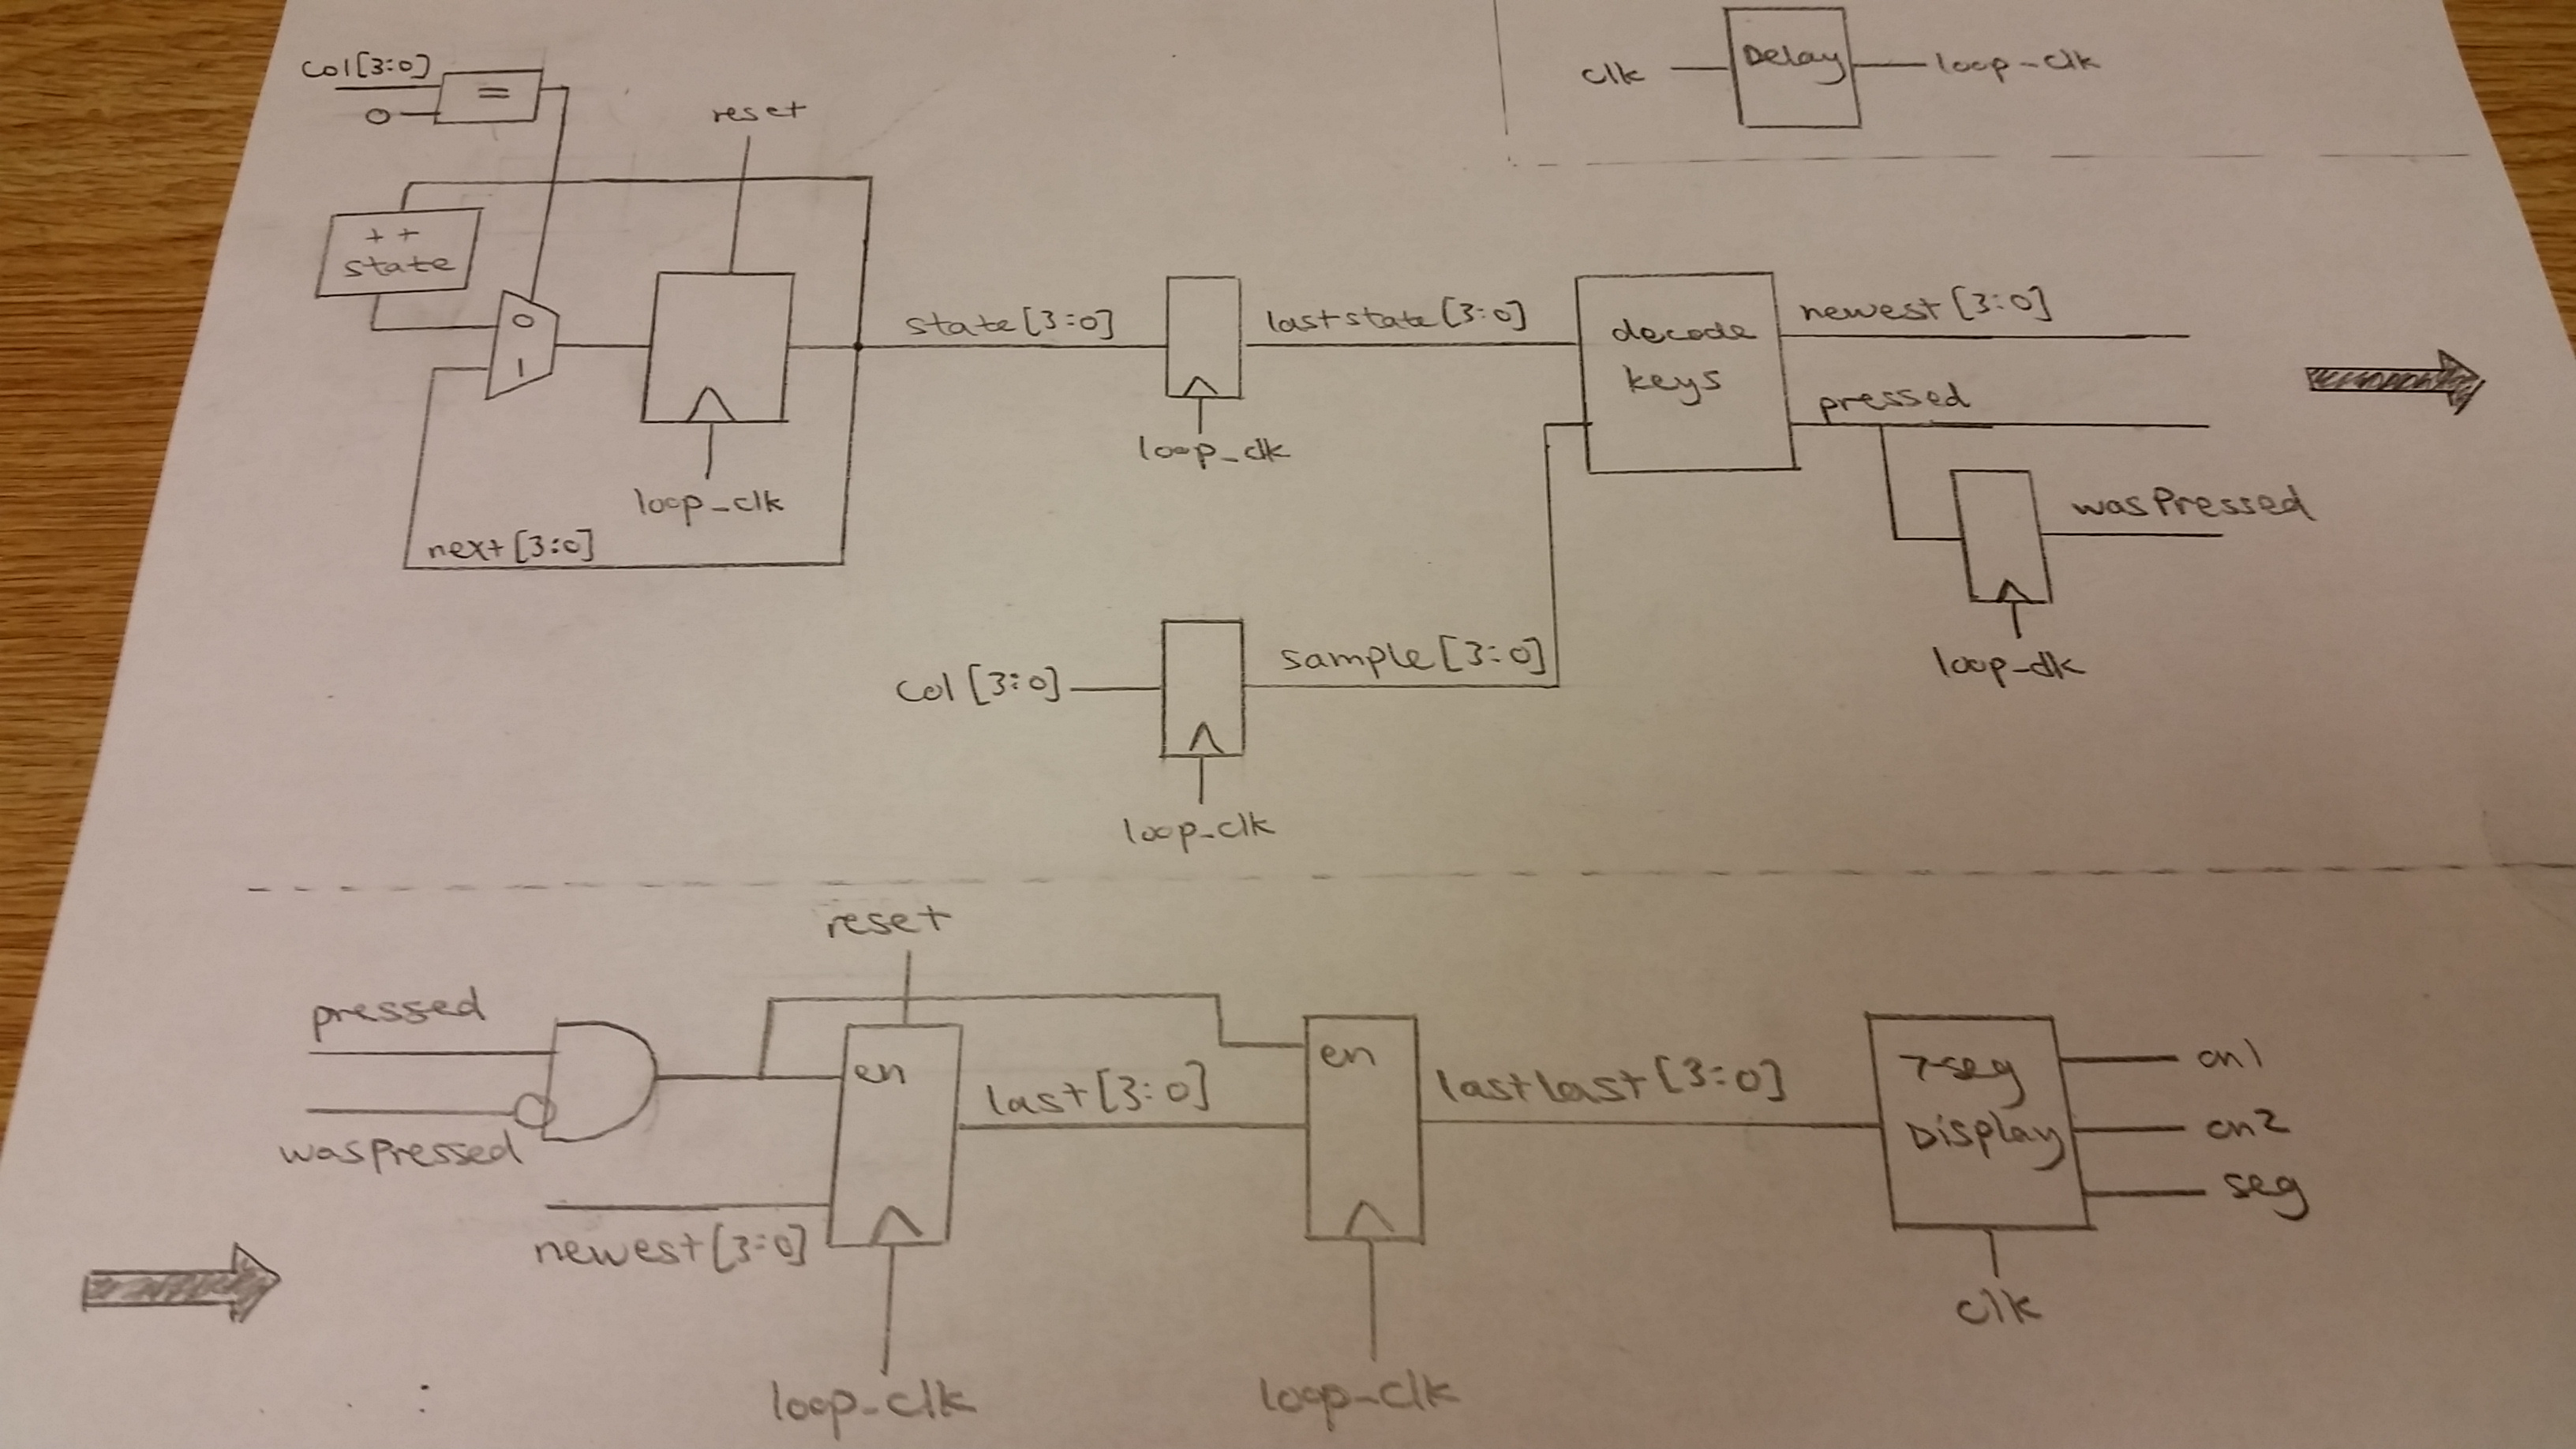 col[3:0]
0
=
reset
++
state
0
1
loop_clk
next[3:0]
clk
Delay
loop_clk
state[3:0]
loop_clk
laststate[3:0]
col[3:0]
loop_clk
sample[3:0]
decode
keys
newest[3:0]
pressed
wasPressed
loop_clk
pressed
wasPressed
newest[3:0]
reset
en
loop_clk
last[3:0]
en
loop_clk
lastlast[3:0]
7-seg
Display
clk
cn1
cn2
seg